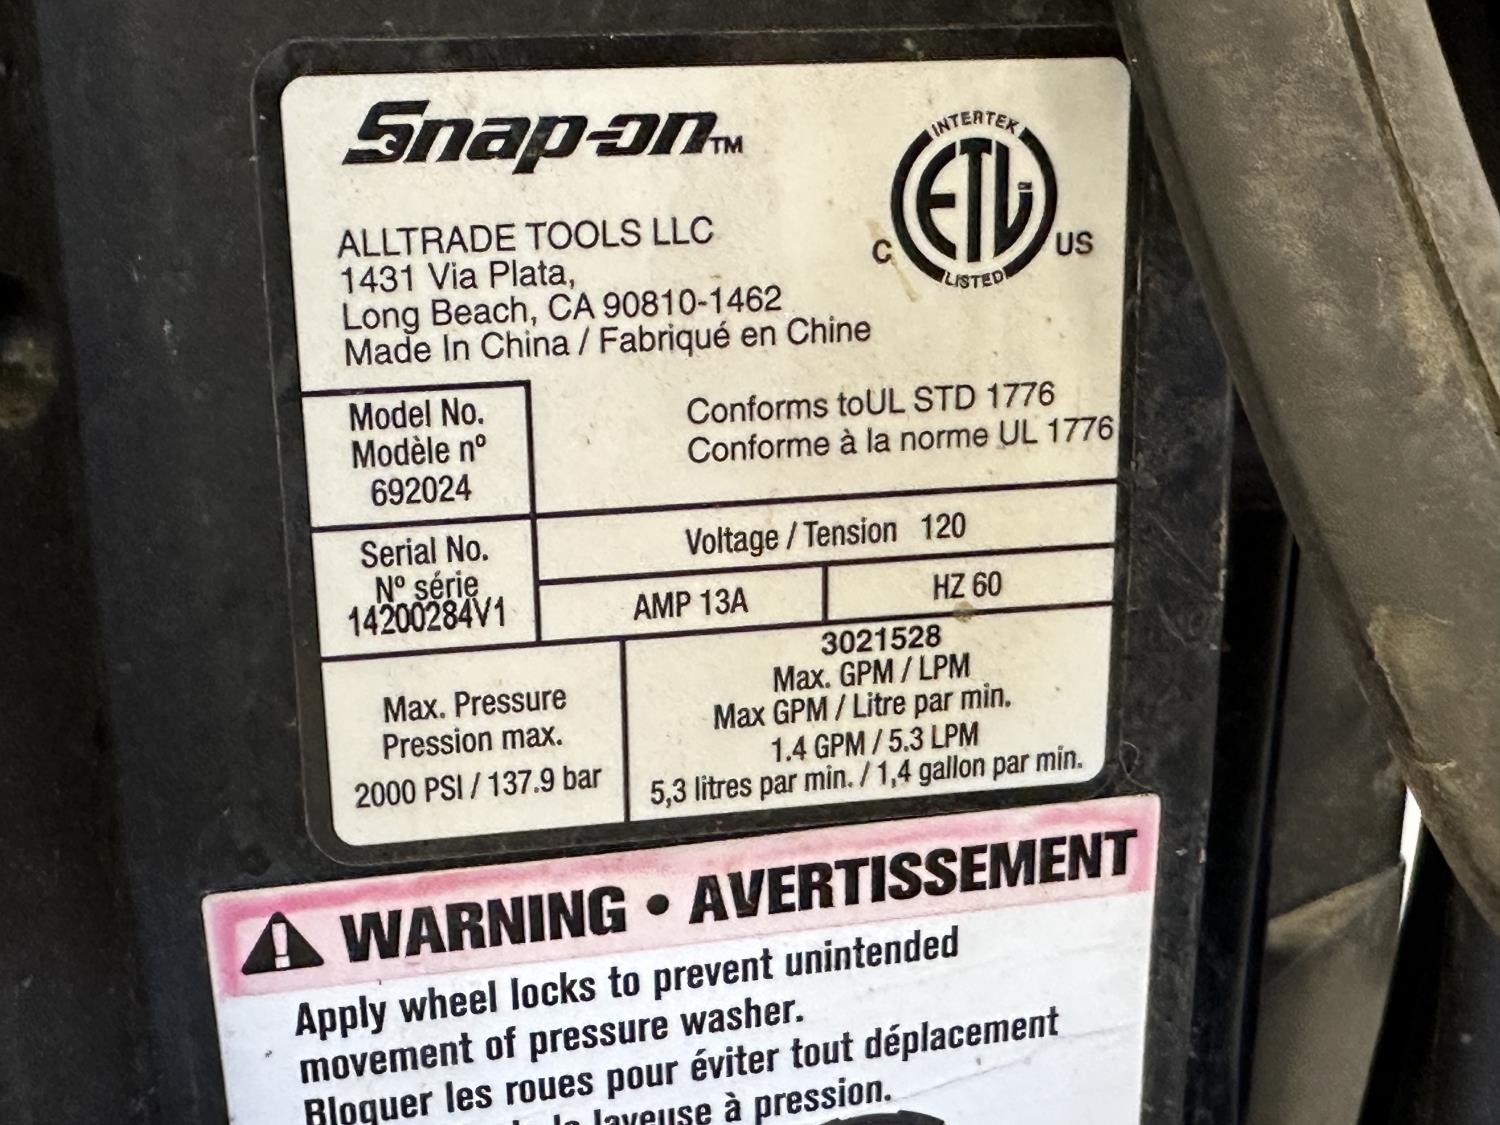 Snap-on™
INTERTEK
ETL CM
C US
LISTED
ALLTRADE TOOLS LLC
1431 Via Plata,
Long Beach, CA 90810-1462
Made In China / Fabriqué en Chine
Conforms toUL STD 1776
Conforme à la norme UL 1776
Model No.
Modèle nº
692024
Serial No.
Nº série
14200284V1
Voltage / Tension 120
AMP 13A
HZ 60
Max. Pressure
Pression max.
2000 PSI / 137.9 bar
3021528
Max. GPM / LPM
Max GPM / Litre par min.
1.4 GPM / 5.3 LPM
5,3 litres par min. / 1,4 gallon par min.
WARNING • AVERTISSEMENT
Apply wheel locks to prevent unintended
movement of pressure washer.
Bloquer les roues pour éviter tout déplacement
la laveuse à pression.